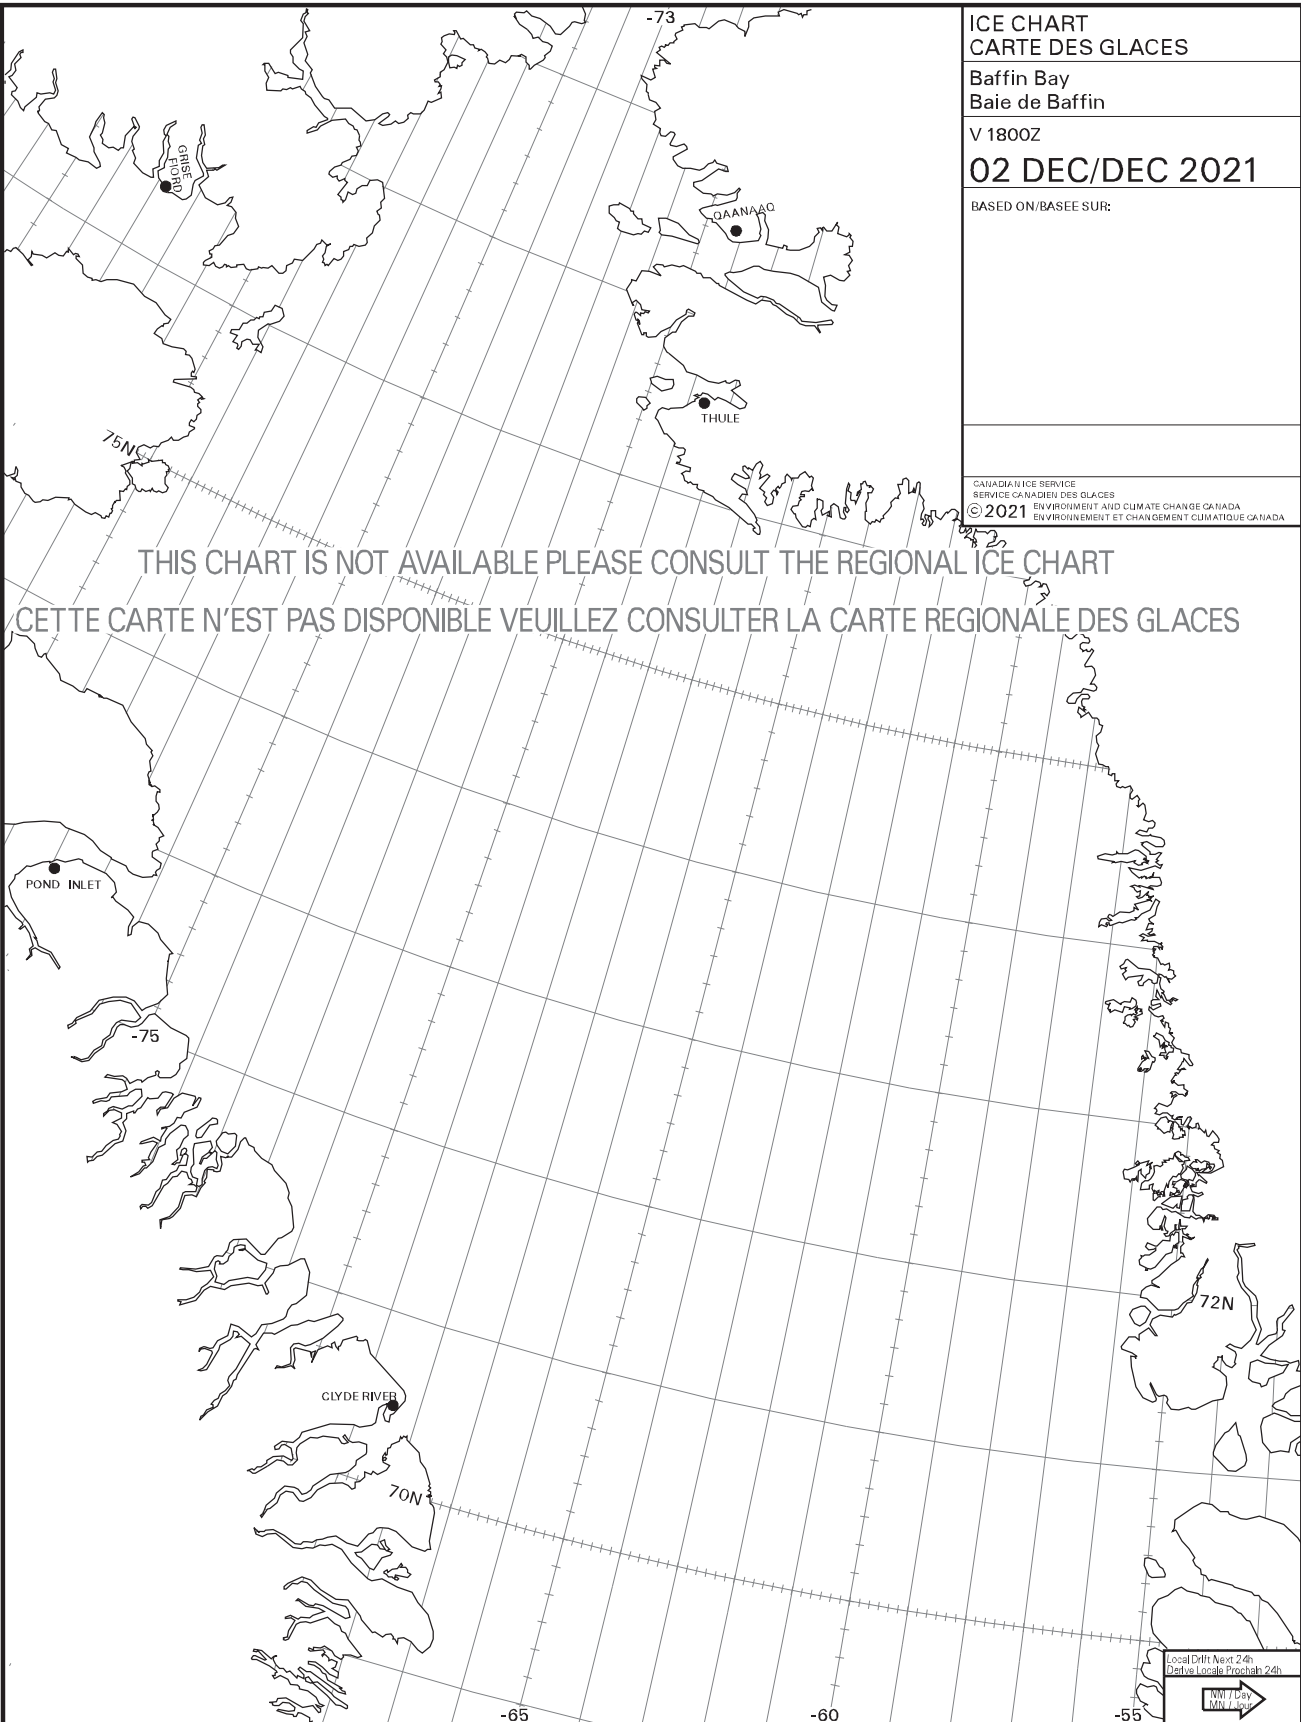 -73
ICE CHART
CARTE DES GLACES
Baffin Bay
Baie de Baffin
V 1800Z
02 DEC/DEC 2021
BASED ON/BASEE SUR:
CANADIAN ICE SERVICE
SERVICE CANADIEN DES GLACES
© 2021 ENVIRONMENT AND CLIMATE CHANGE CANADA
ENVIRONNEMENT ET CHANGEMENT CLIMATIQUE CANADA
GRISE
FIORD
QAANAAQ
THULE
75N
THIS CHART IS NOT AVAILABLE PLEASE CONSULT THE REGIONAL ICE CHART
CETTE CARTE N'EST PAS DISPONIBLE VEUILLEZ CONSULTER LA CARTE REGIONALE DES GLACES
POND INLET
-75
72N
CLYDE RIVER
70N
Local Drift Next 24h
Derive Locale Prochain 24h
NM / Day
MN / Jour
-65
-60
-55